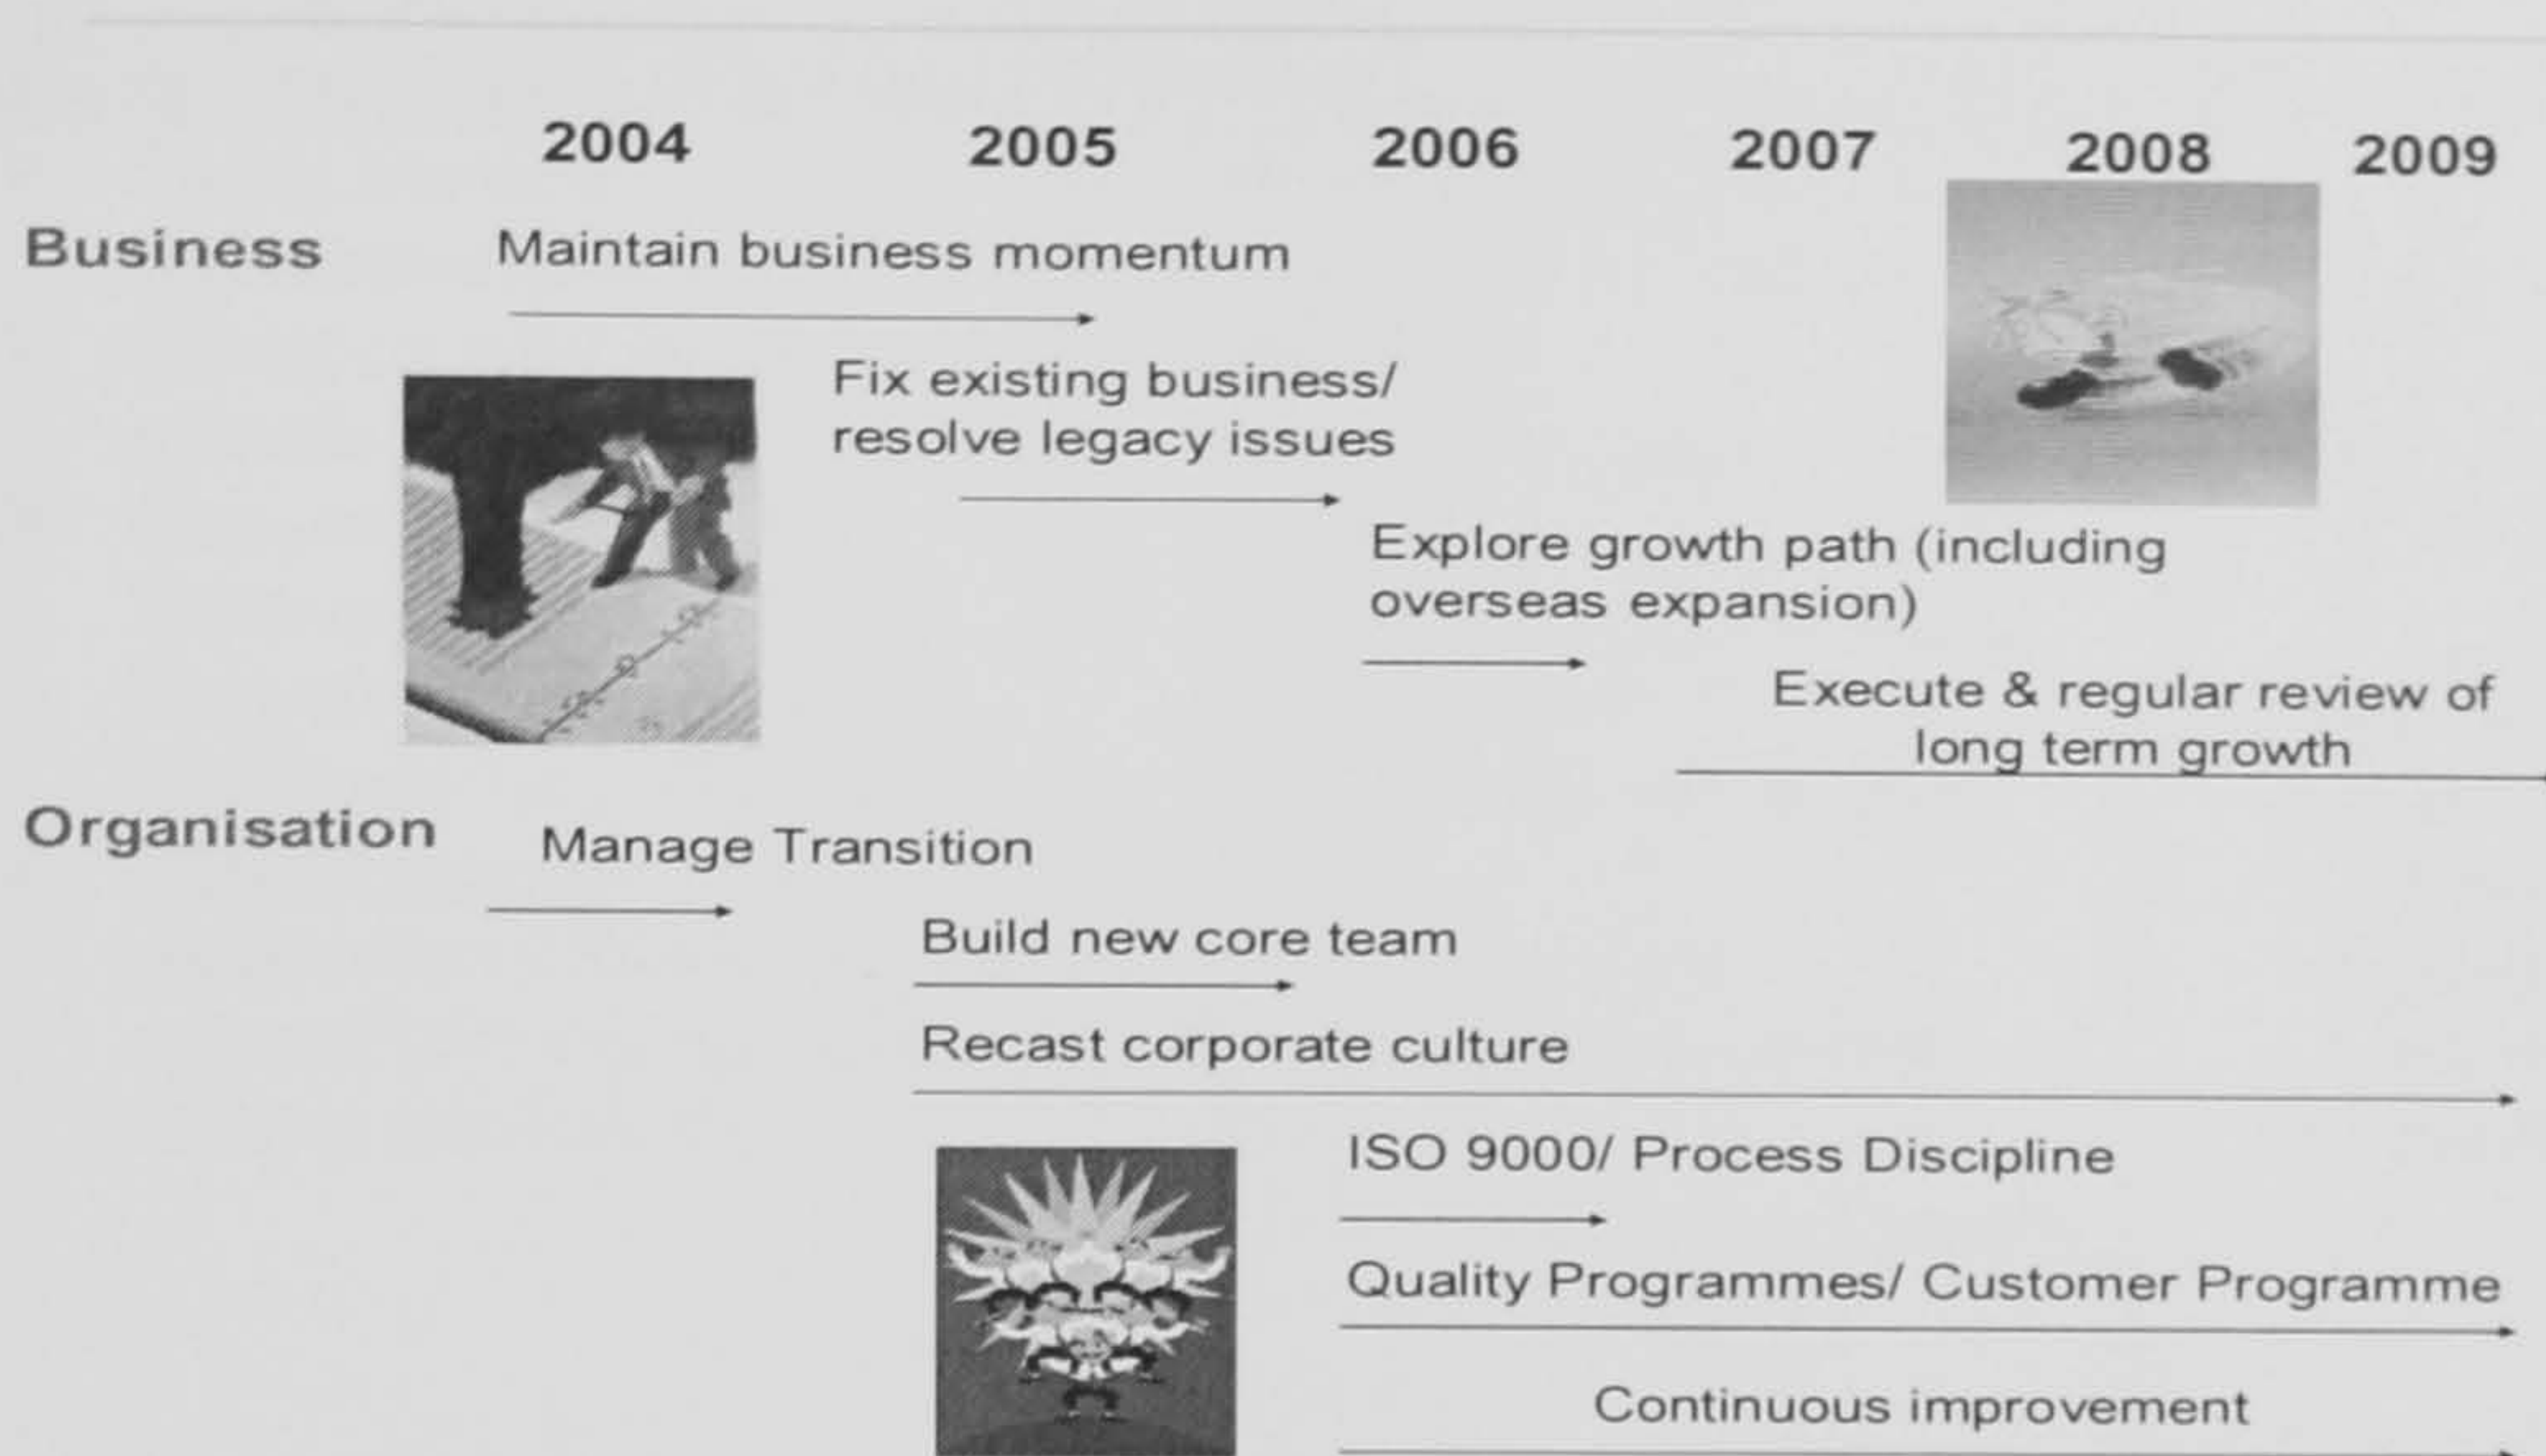 2004 2005 2006 2007 2008 2009
Business
Maintain business momentum
Fix existing business/
resolve legacy issues
Explore growth path (including
overseas expansion)
Execute & regular review of
long term growth
Organisation
Manage Transition
Build new core team
Recast corporate culture
ISO 9000/ Process Discipline
Quality Programmes/ Customer Programme
Continuous improvement